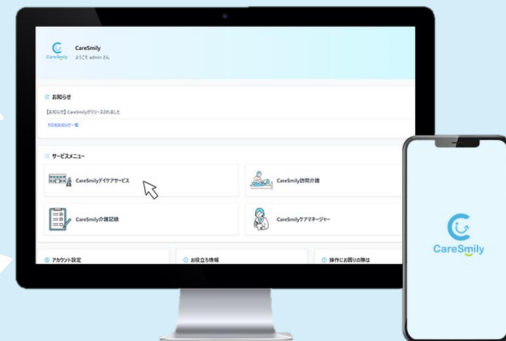 CareSmily
CareSmily
ようこそ admin さん
お知らせ
【お知らせ】CareSmilyがリリースされました
サービスメニュー
CareSmilyデイケアサービス
CareSmily訪問介護
CareSmily介護記録
CareSmilyケアマネージャー
アカウント設定
お役立ち情報
操作にお困りの際は
CareSmily